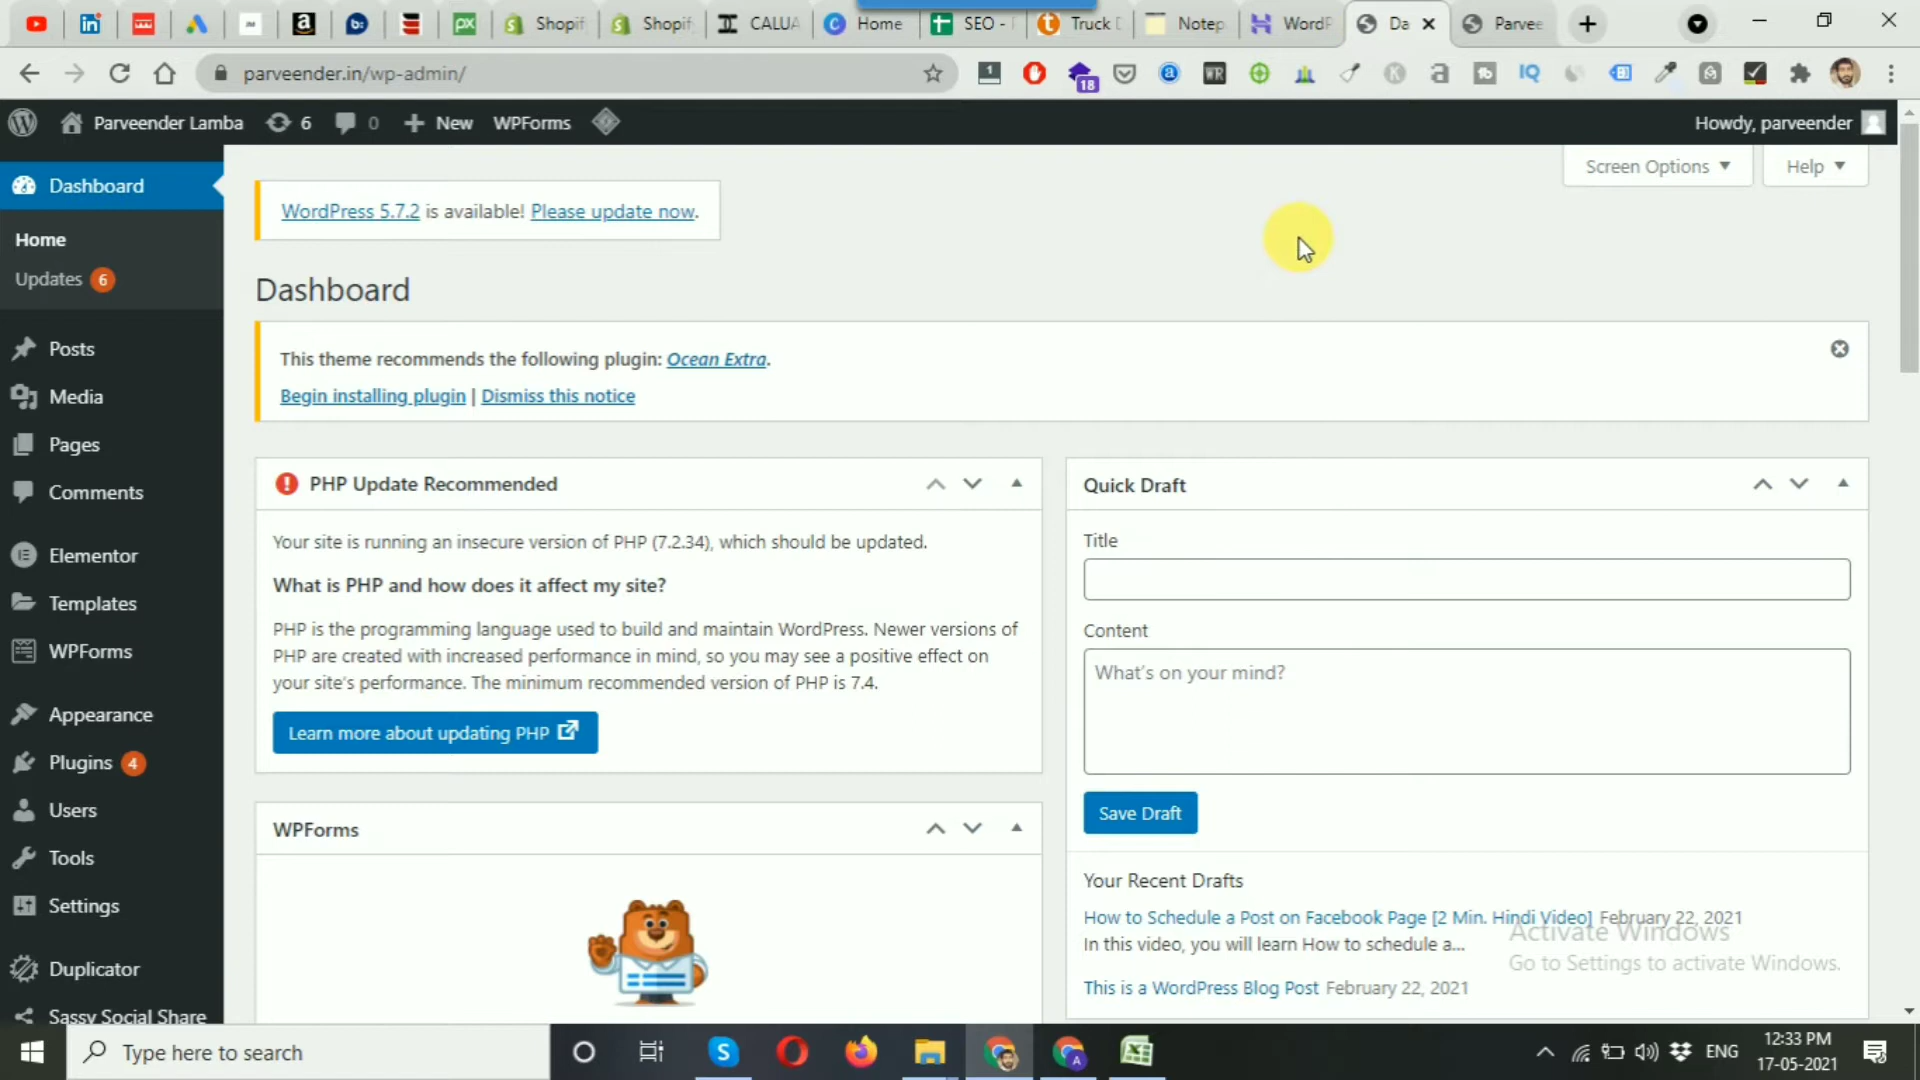 Shopif
Shopif
CALUA
Home
SEO -
Truck
Notep
WordP
Da
Parvee
parveender.in/wp-admin/
1
18
WR
IQ
Parveender Lamba
6
0
New
WPForms
Howdy, parveender
Screen Options
Help
Dashboard
Home
Updates 6
Posts
Media
Pages
Comments
Elementor
Templates
WPForms
Appearance
Plugins 4
Users
Tools
Settings
Duplicator
Sassy Social Share
WordPress 5.7.2 is available! Please update now.
Dashboard
This theme recommends the following plugin: Ocean Extra.
Begin installing plugin | Dismiss this notice
PHP Update Recommended
Your site is running an insecure version of PHP (7.2.34), which should be updated.
What is PHP and how does it affect my site?
PHP is the programming language used to build and maintain WordPress. Newer versions of
PHP are created with increased performance in mind, so you may see a positive effect on
your site's performance. The minimum recommended version of PHP is 7.4.
Learn more about updating PHP
WPForms
Quick Draft
Title
Content
What's on your mind?
Save Draft
Your Recent Drafts
How to Schedule a Post on Facebook Page [2 Min. Hindi Video] February 22, 2021
In this video, you will learn How to schedule a...
This is a WordPress Blog Post February 22, 2021
Activate Windows
Go to Settings to activate Windows.
Type here to search
ENG
12:33 PM
17-05-2021